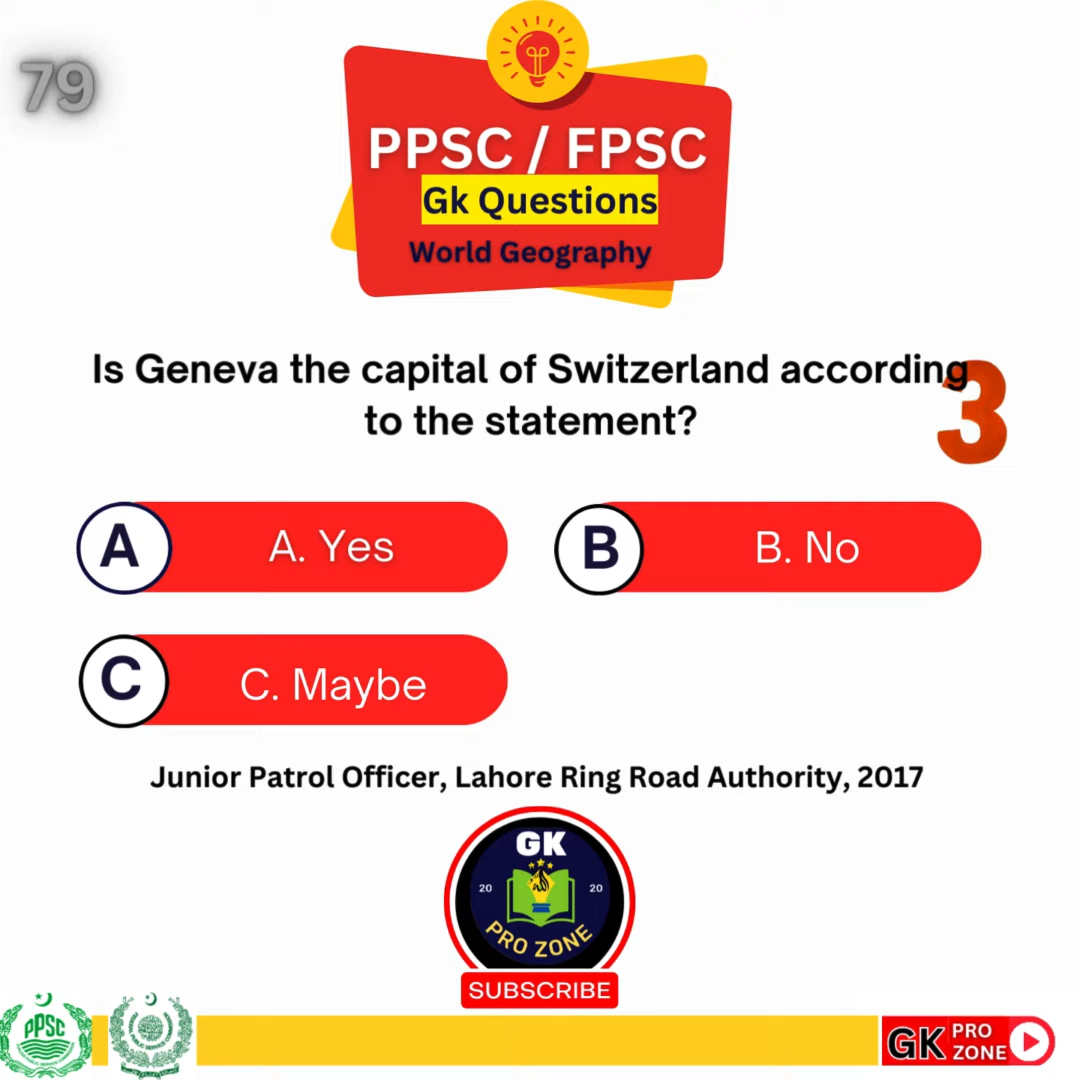 79
PPSC / FPSC
Gk Questions
World Geography
Is Geneva the capital of Switzerland according
to the statement?
3
A A. Yes
B B. No
C C. Maybe
Junior Patrol Officer, Lahore Ring Road Authority, 2017
GK
20 20
PRO ZONE
SUBSCRIBE
PPSC
GK PRO ZONE